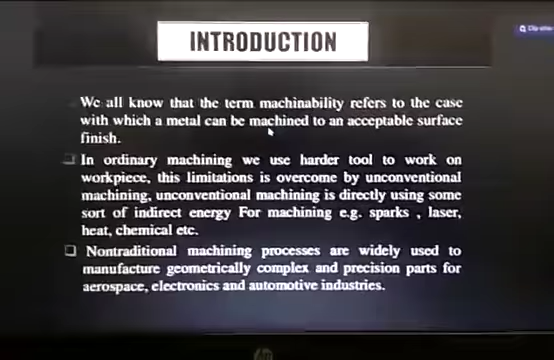 INTRODUCTION
We all know that the term machinability refers to the ease
with which a metal can be machined to an acceptable surface
finish.
In ordinary machining we use harder tool to work on
workpiece, this limitations is overcome by unconventional
machining, unconventional machining is directly using some
sort of indirect energy For machining e.g. sparks , laser,
heat, chemical etc.
Nontraditional machining processes are widely used to
manufacture geometrically complex and precision parts for
aerospace, electronics and automotive industries.
hp